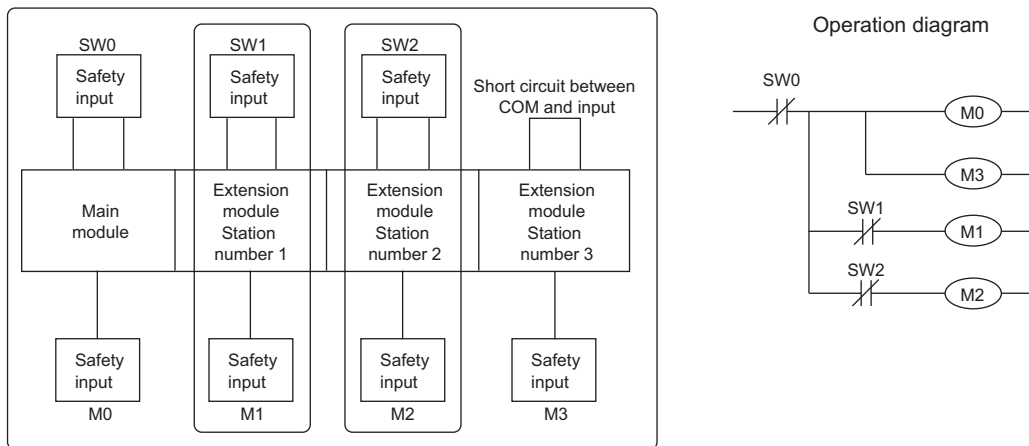 Operation diagram
SW0
SW1
SW2
Safety
input
Safety
input
Safety
input
Short circuit between
COM and input
Main
module
Extension
module
Station
number 1
Extension
module
Station
number 2
Extension
module
Station
number 3
Safety
input
Safety
input
Safety
input
Safety
input
M0
M1
M2
M3
SW0
M0
M3
SW1
M1
SW2
M2